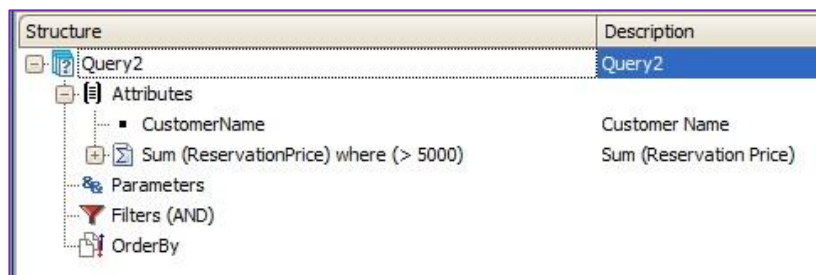 Structure Description
Query2 Query2
Attributes
CustomerName Customer Name
Sum (ReservationPrice) where (> 5000) Sum (Reservation Price)
Parameters
Filters (AND)
OrderBy